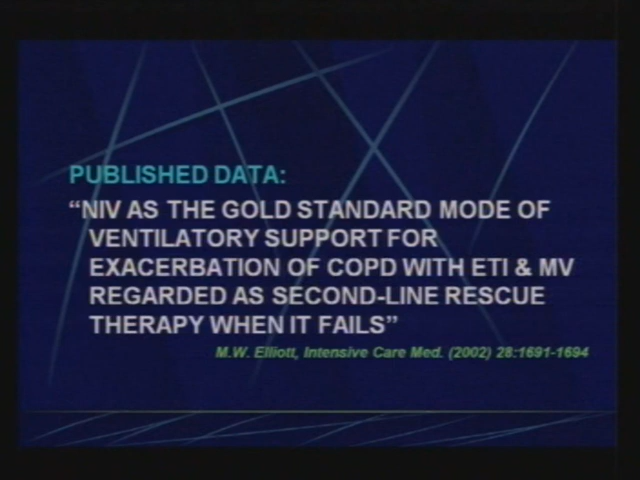 PUBLISHED DATA:
“NIV AS THE GOLD STANDARD MODE OF
VENTILATORY SUPPORT FOR
EXACERBATION OF COPD WITH ETI & MV
REGARDED AS SECOND-LINE RESCUE
THERAPY WHEN IT FAILS”
M.W. Elliott, Intensive Care Med. (2002) 28:1691-1694